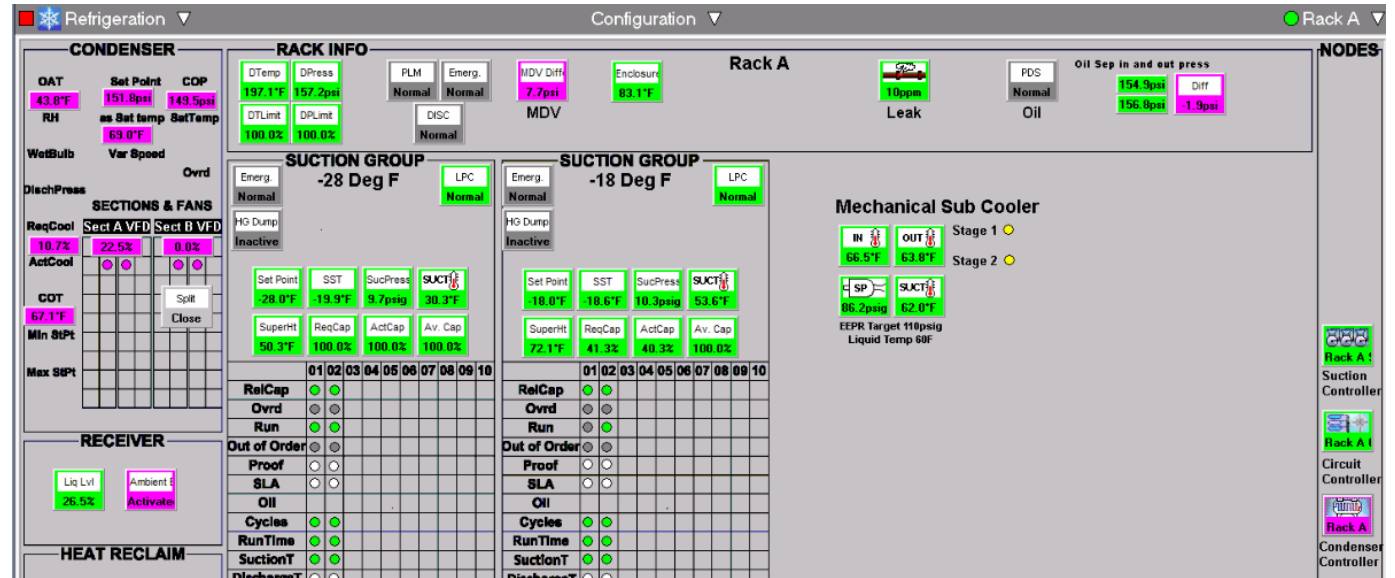 Refrigeration ▼ Configuration ▼ Rack A ▼
CONDENSER
OAT Set Point COP
43.8°F 151.8psi 149.5psi
RH as Sat temp SatTemp
69.0°F
WetBulb Var Speed
Ovrd
DischPress
SECTIONS & FANS
ReqCool Sect A VFD Sect B VFD
10.7% 22.5% 0.0%
ActCool
COT Split
67.1°F Close
Min StPt
Max StPt
RECEIVER
Liq Lvl Ambient E
26.5% Activate
HEAT RECLAIM
RACK INFO
Rack A
DTemp DPress PLM Emerg. MDV Diff Enclosure PDS
197.1°F 157.2psi Normal Normal 7.7psi 83.1°F 10ppm Normal
DTLimit DPLimit DISC MDV Leak Oil
100.0% 100.0% Normal
Oil Sep in and out press
154.9psi Diff
156.8psi -1.9psi
SUCTION GROUP
Emerg. -28 Deg F LPC
Normal Normal
HG Dump
Inactive
Set Point SST SucPress SUCT
-28.0°F -19.9°F 9.7psig 30.3°F
SuperHt ReqCap ActCap Av. Cap
50.3°F 100.0% 100.0% 100.0%
01 02 03 04 05 06 07 08 09 10
RelCap
Ovrd
Run
Out of Order
Proof
SLA
Oil
Cycles
RunTime
SuctionT
DischargeT
SUCTION GROUP
Emerg. -18 Deg F LPC
Normal Normal
HG Dump
Inactive
Set Point SST SucPress SUCT
-18.0°F -18.6°F 10.3psig 53.6°F
SuperHt ReqCap ActCap Av. Cap
72.1°F 41.3% 40.3% 100.0%
01 02 03 04 05 06 07 08 09 10
RelCap
Ovrd
Run
Out of Order
Proof
SLA
Oil
Cycles
RunTime
SuctionT
DischargeT
Mechanical Sub Cooler
IN OUT Stage 1
66.5°F 63.8°F Stage 2
SP SUCT
86.2psig 62.0°F
EEPR Target 110psig
Liquid Temp 60F
NODES
Rack A S
Suction
Controller
Rack A
Circuit
Controller
Rack A
Condenser
Controller